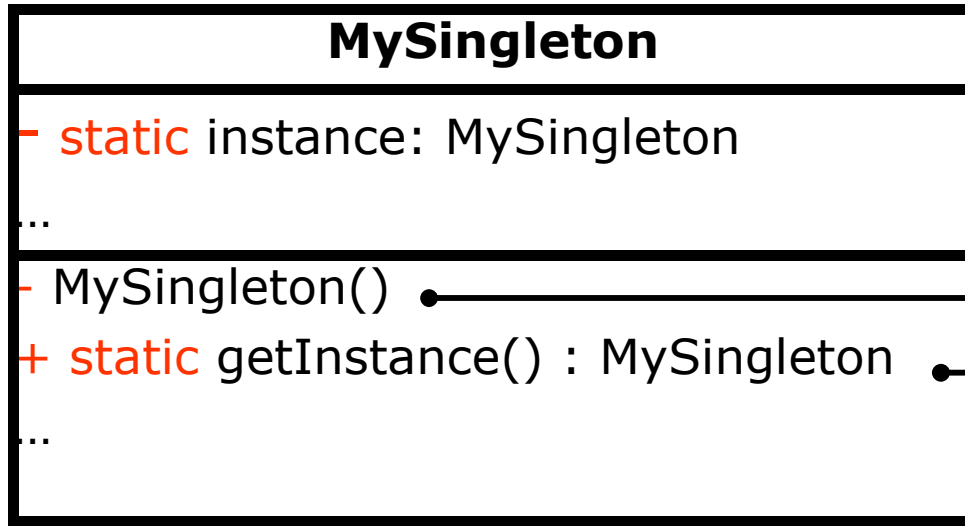 MySingleton
- static instance: MySingleton
...
- MySingleton()
+ static getInstance() : MySingleton
...